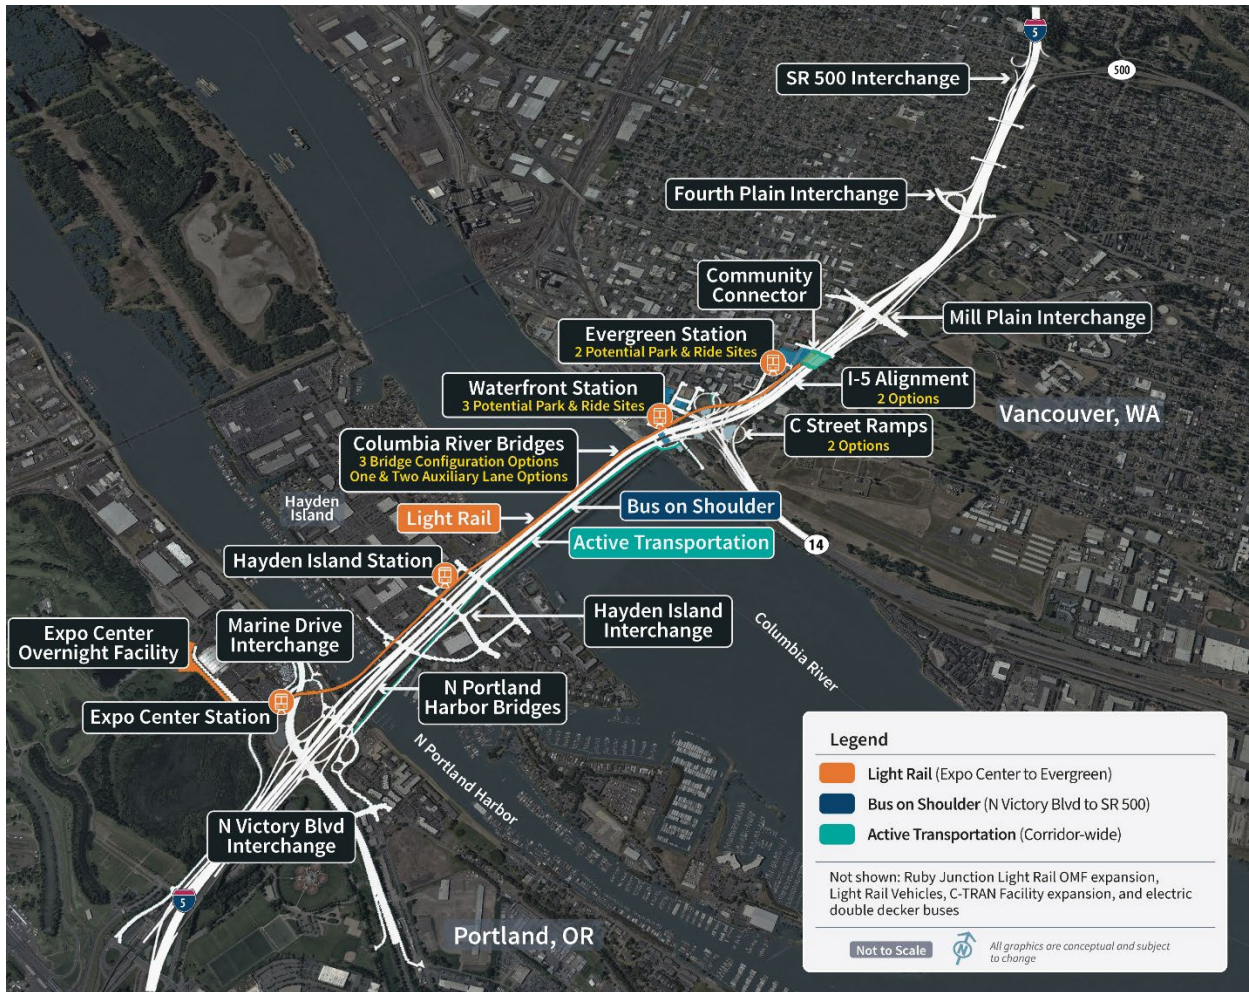 5
SR 500 Interchange
500
Fourth Plain Interchange
Community
Connector
Mill Plain Interchange
Evergreen Station
2 Potential Park & Ride Sites
I-5 Alignment
2 Options
Waterfront Station
3 Potential Park & Ride Sites
Vancouver, WA
C Street Ramps
2 Options
Columbia River Bridges
3 Bridge Configuration Options
One & Two Auxiliary Lane Options
Hayden
Island
Light Rail
Bus on Shoulder
Active Transportation
14
Hayden Island Station
Hayden Island
Interchange
Columbia River
Marine Drive
Interchange
Expo Center
Overnight Facility
N Portland
Harbor Bridges
Expo Center Station
N Portland Harbor
N Victory Blvd
Interchange
5
Portland, OR
Legend
Light Rail (Expo Center to Evergreen)
Bus on Shoulder (N Victory Blvd to SR 500)
Active Transportation (Corridor-wide)
Not shown: Ruby Junction Light Rail OMF expansion,
Light Rail Vehicles, C-TRAN Facility expansion, and electric
double decker buses
Not to Scale
N
All graphics are conceptual and subject
to change